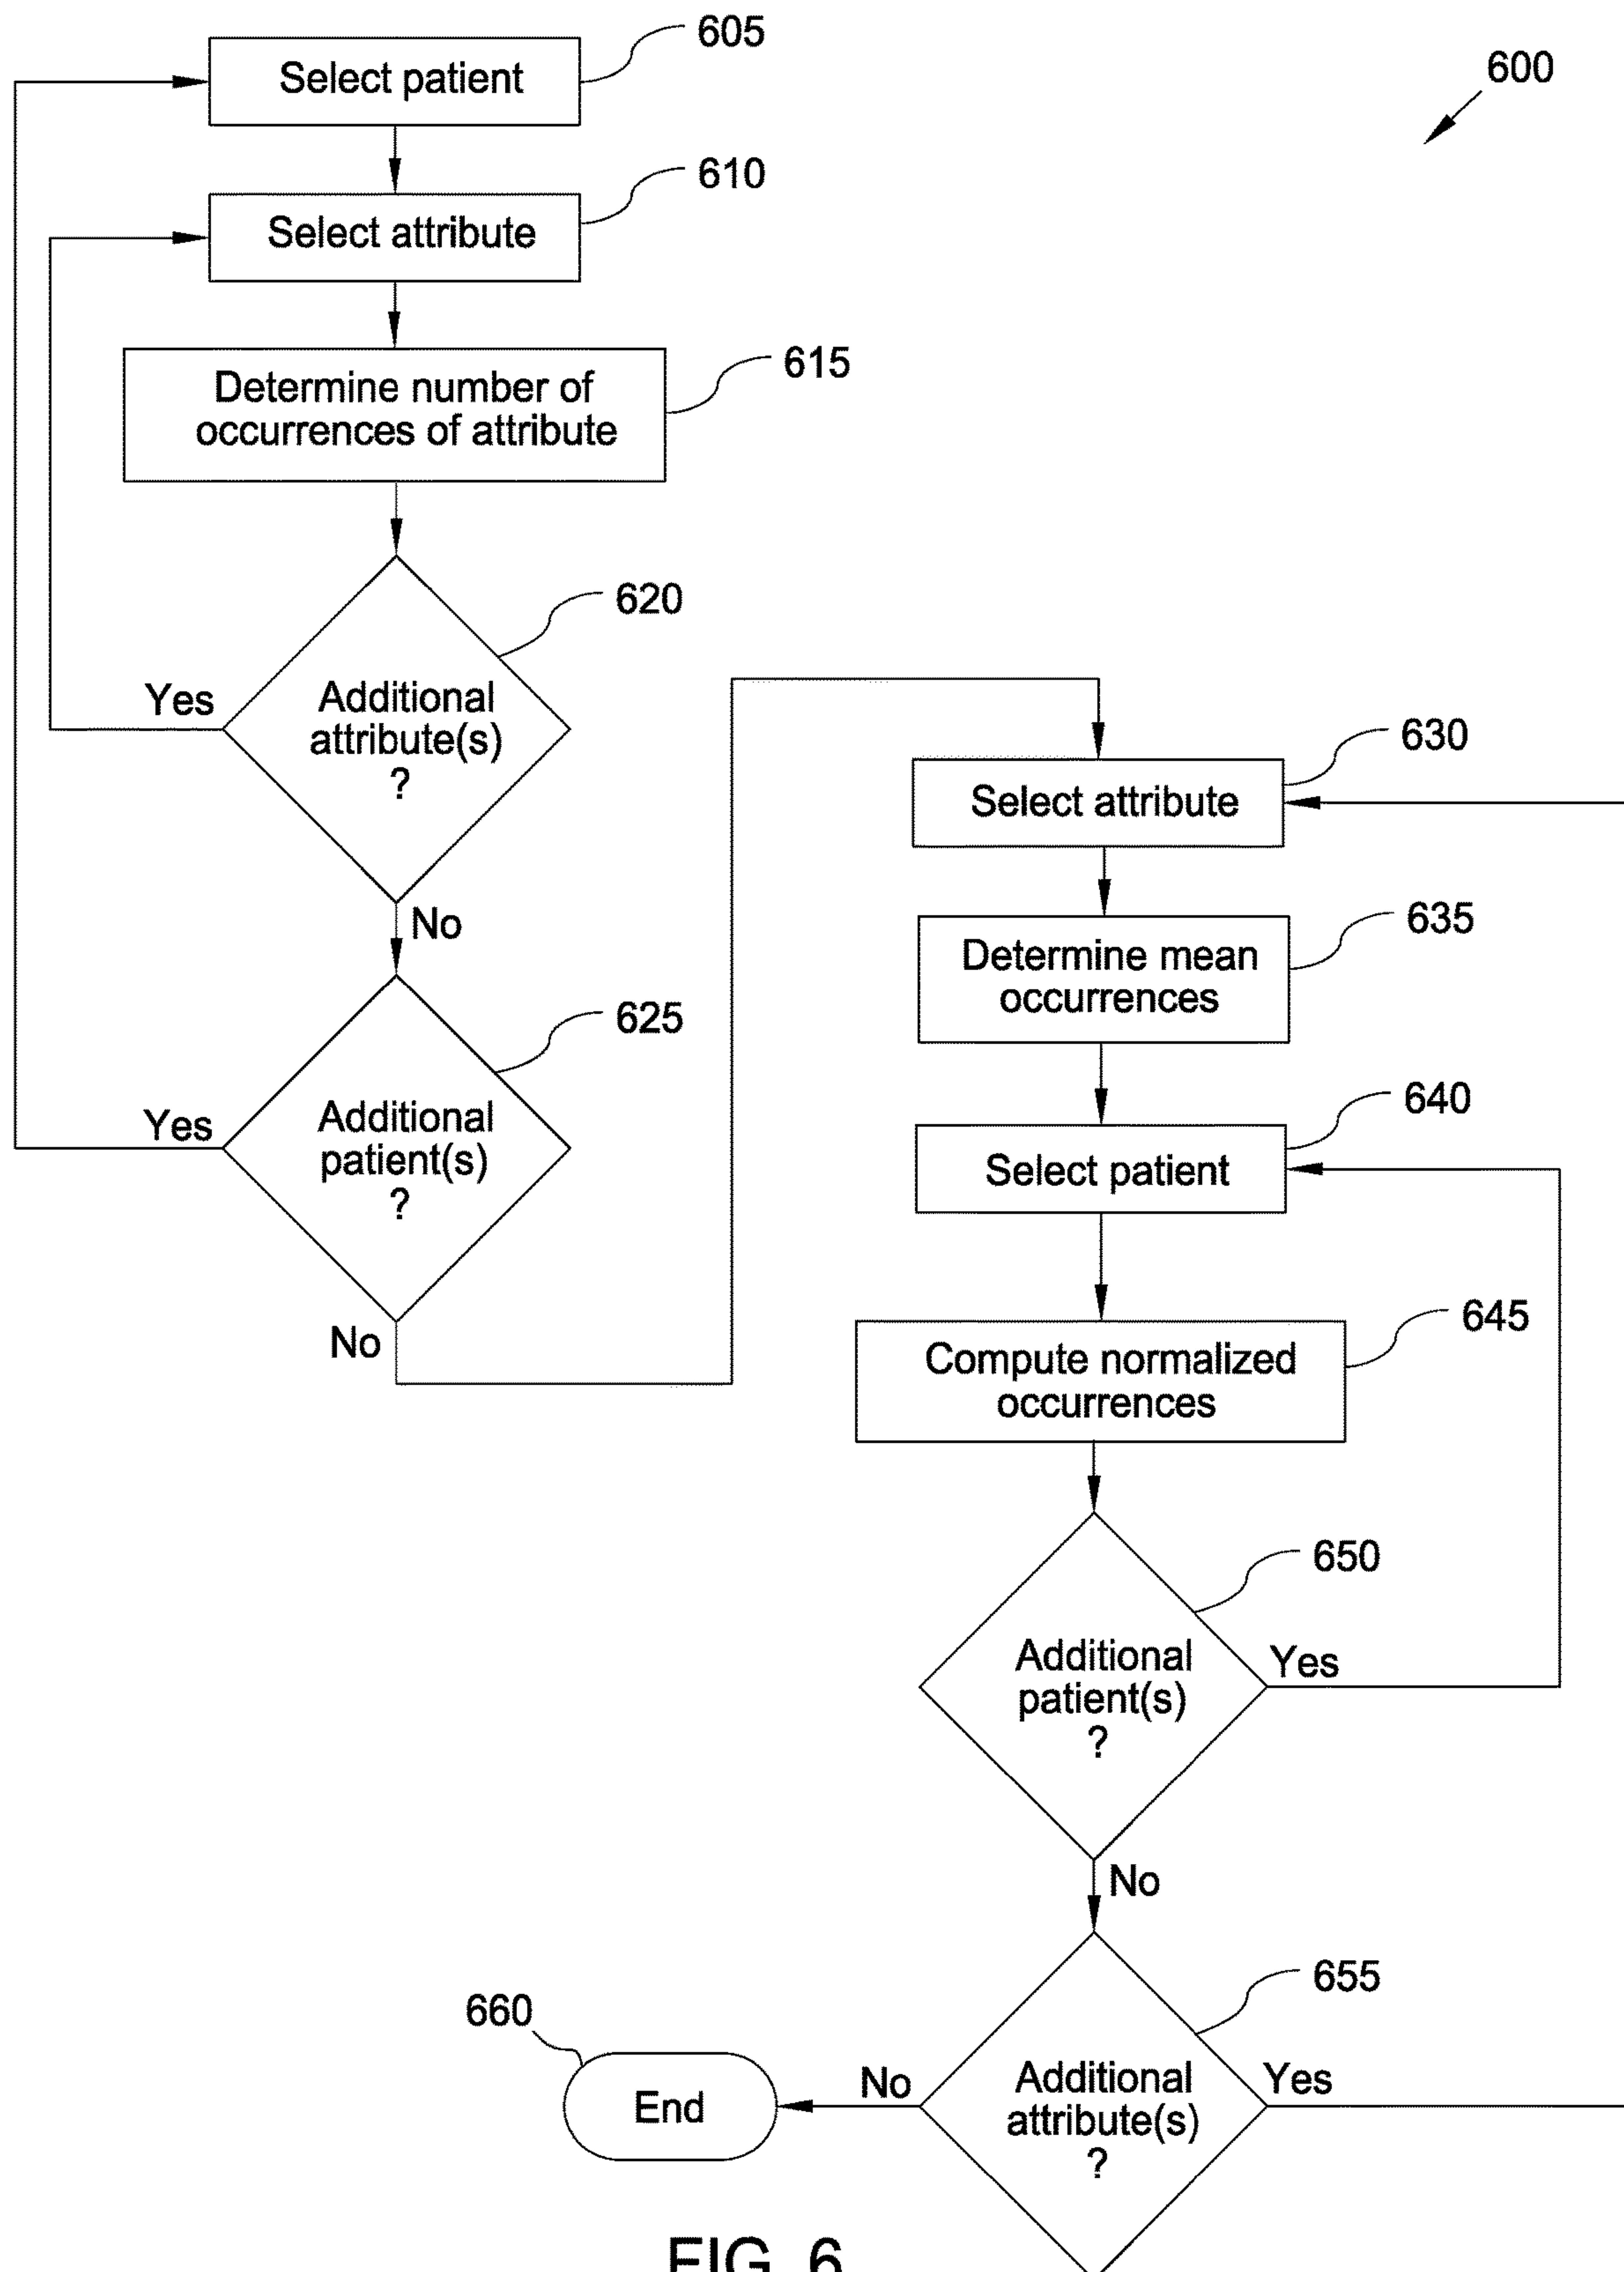 605
Select patient
600
610
Select attribute
615
Determine number of
occurrences of attribute
620
Yes
Additional
attribute(s)
?
No
625
Yes
Additional
patient(s)
?
No
630
Select attribute
635
Determine mean
occurrences
640
Select patient
645
Compute normalized
occurrences
650
Additional
patient(s)
?
Yes
No
655
Additional
attribute(s)
?
Yes
No
660
End
FIG. 6